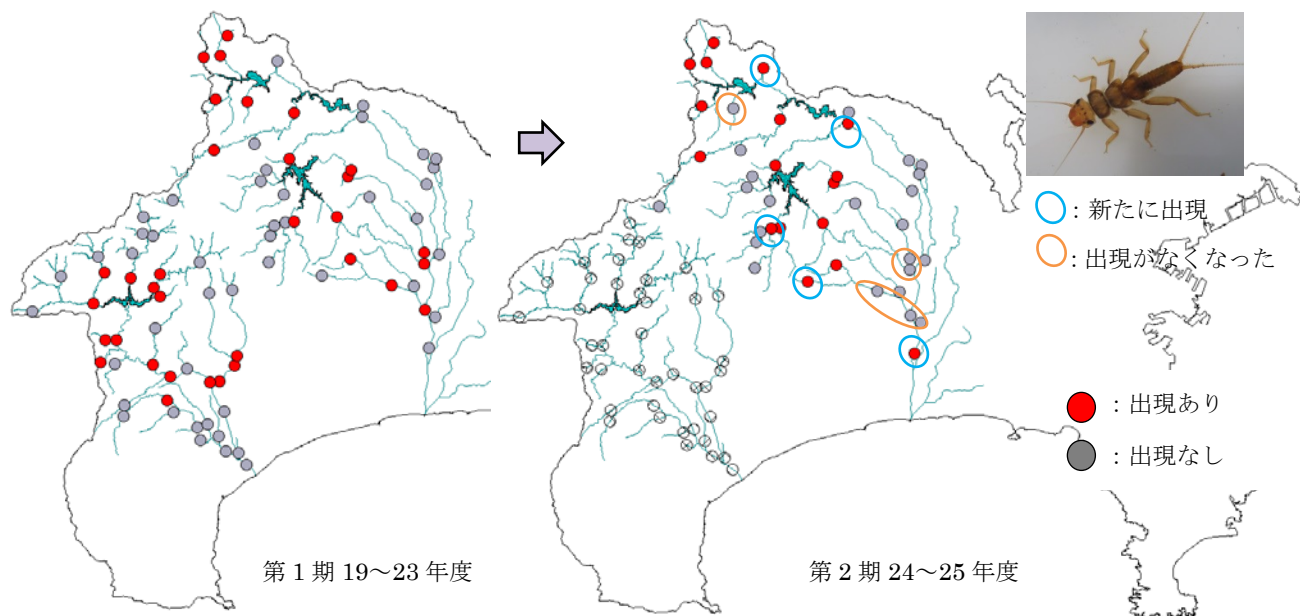 ：新たに出現
：出現がなくなった
：出現あり
：出現なし
第 1 期 19～23 年度
第 2 期 24～25 年度